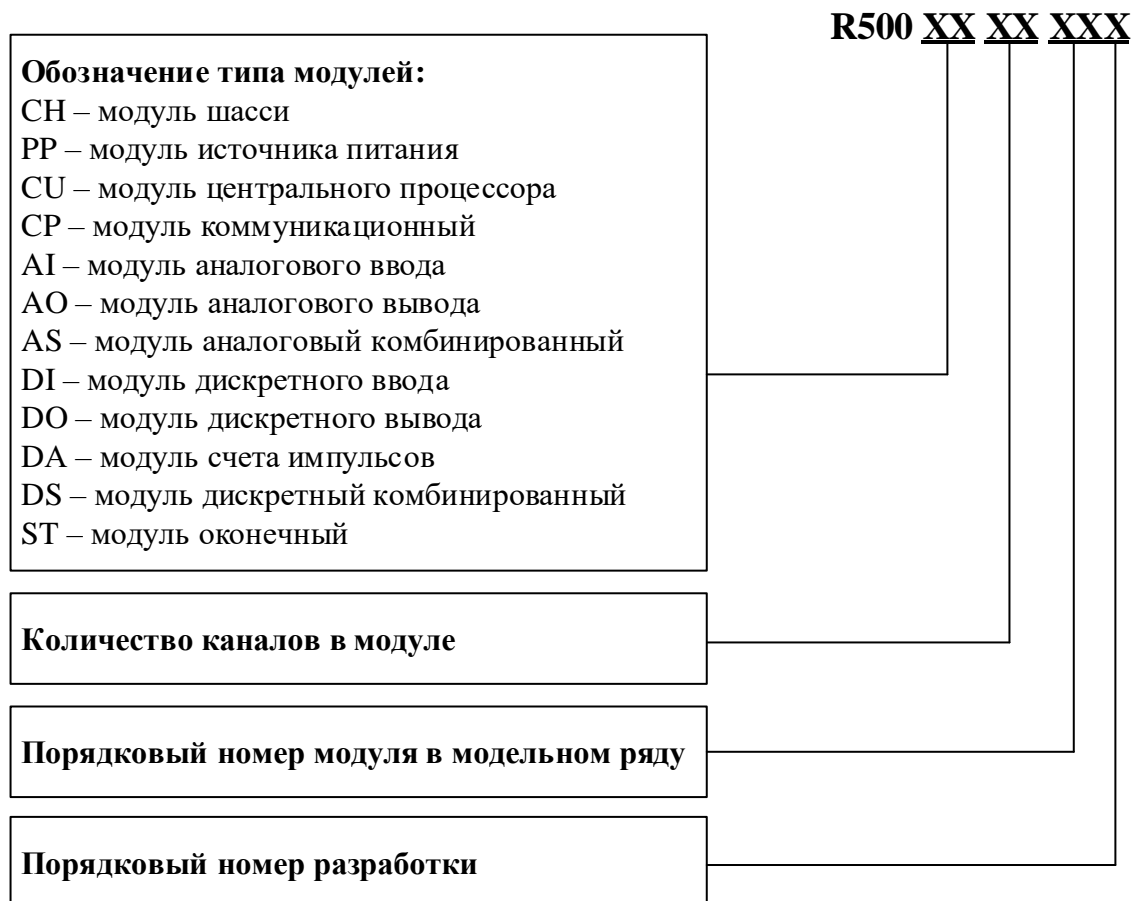 R500 XX XX XXX
Обозначение типа модулей:
CH – модуль шасси
PP – модуль источника питания
CU – модуль центрального процессора
CP – модуль коммуникационный
AI – модуль аналогового ввода
AO – модуль аналогового вывода
AS – модуль аналоговый комбинированный
DI – модуль дискретного ввода
DO – модуль дискретного вывода
DA – модуль счета импульсов
DS – модуль дискретный комбинированный
ST – модуль оконечный
Количество каналов в модуле
Порядковый номер модуля в модельном ряду
Порядковый номер разработки